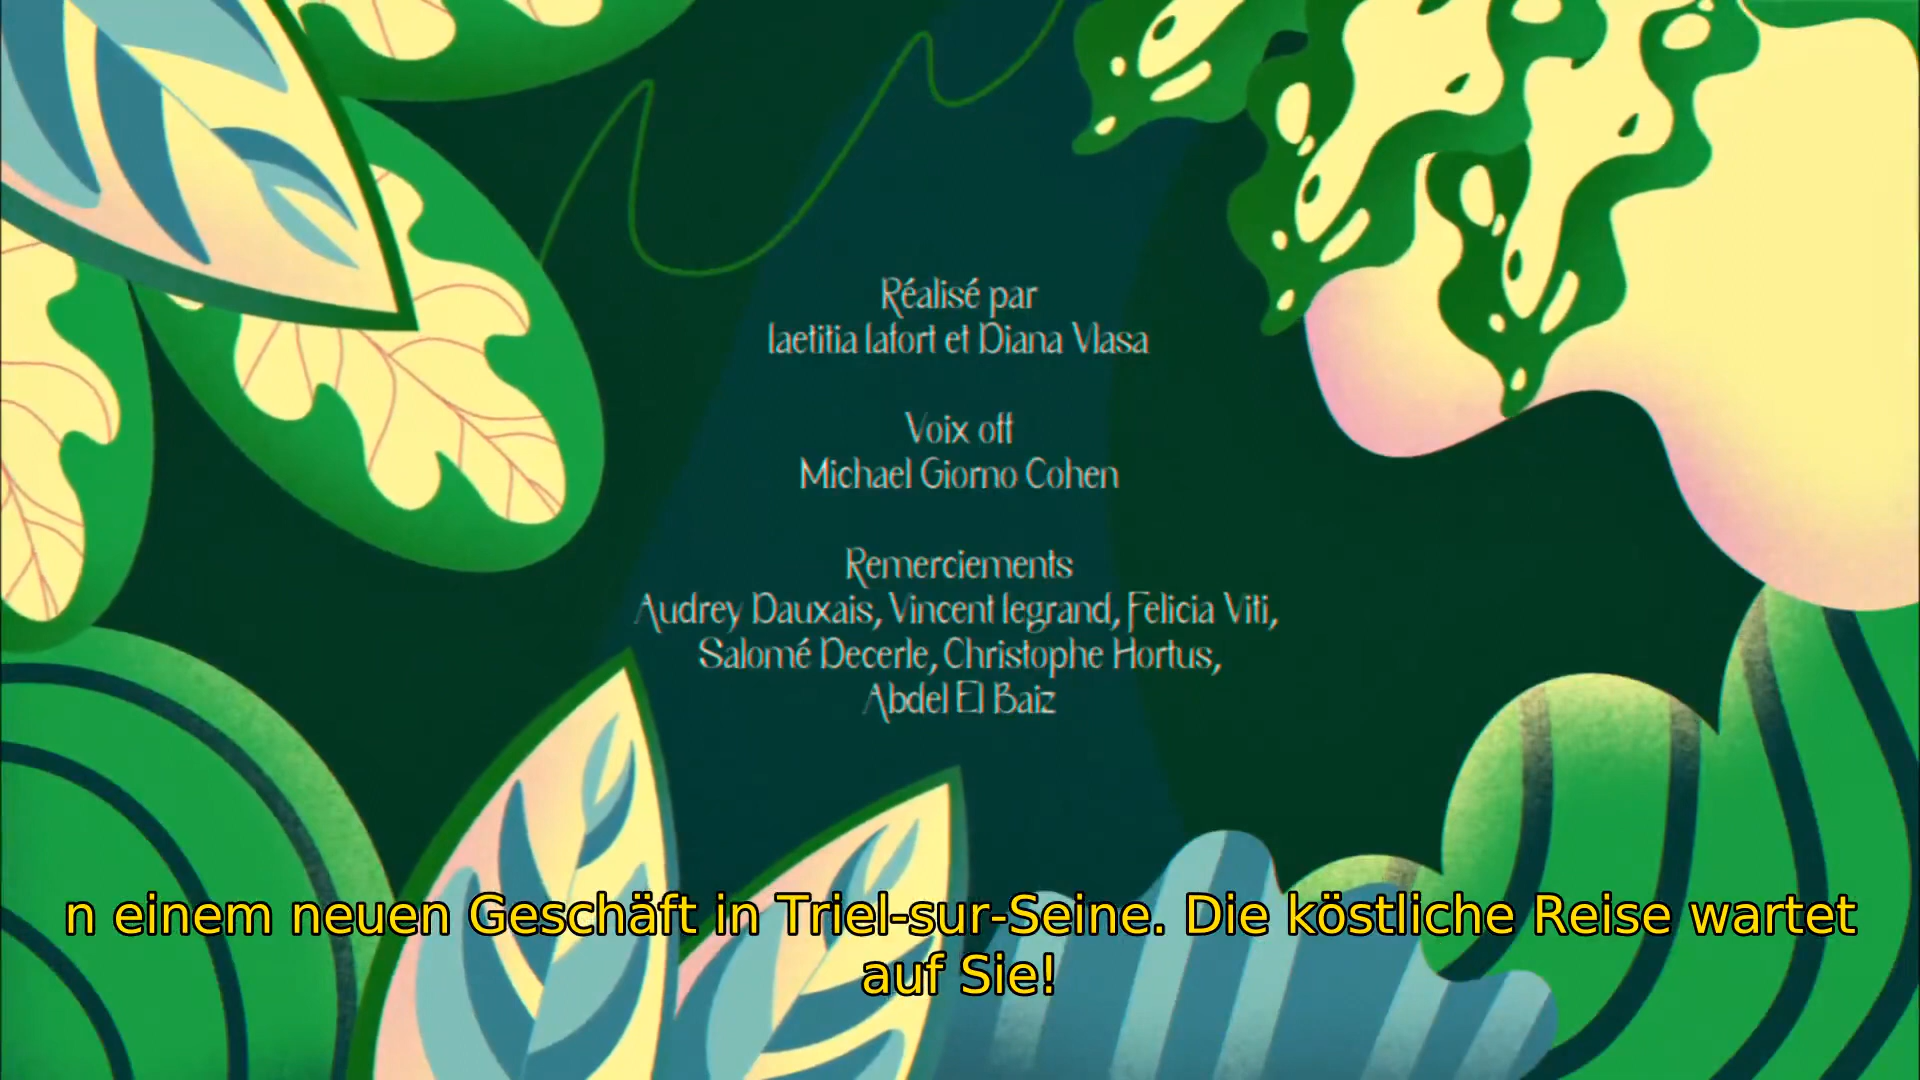 Réalisé par
laetitia lafort et Diana Vlasa
Voix off
Michael Giorno Cohen
Remerciements
Audrey Dauxais, Vincent legrand, Felicia Viti,
Salomé Decerle, Christophe Hortus,
Abdel El Baiz
n einem neuen Geschäft in Triel-sur-Seine. Die köstliche Reise wartet
auf Sie!